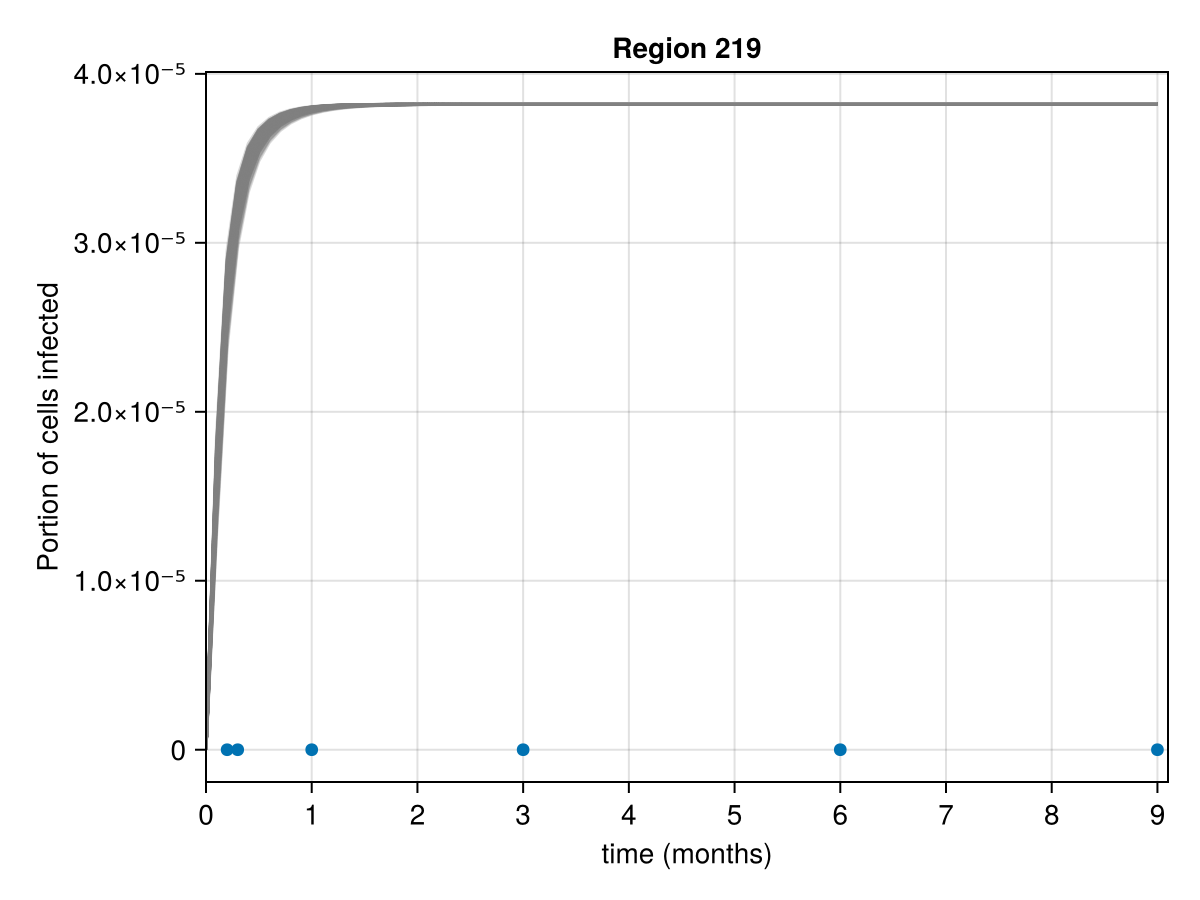 Region 219
4.0×10⁻⁵
3.0×10⁻⁵
2.0×10⁻⁵
1.0×10⁻⁵
0
Portion of cells infected
0 1 2 3 4 5 6 7 8 9
time (months)